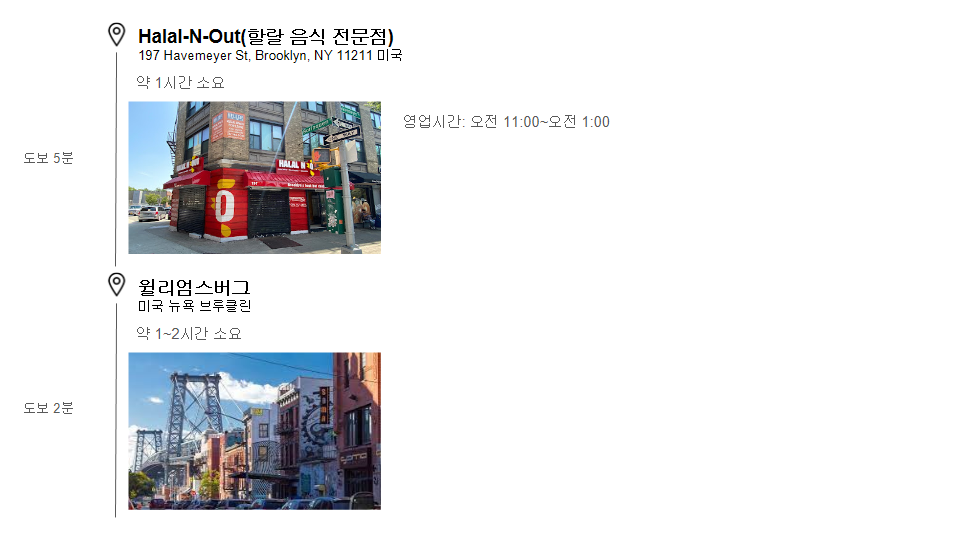 Halal-N-Out(할랄 음식 전문점)
197 Havemeyer St, Brooklyn, NY 11211 미국
약 1시간 소요
영업시간: 오전 11:00~오전 1:00
도보 5분
HALAL N OUT
HALAL N O
윌리엄스버그
미국 뉴욕 브루클린
약 1~2시간 소요
도보 2분